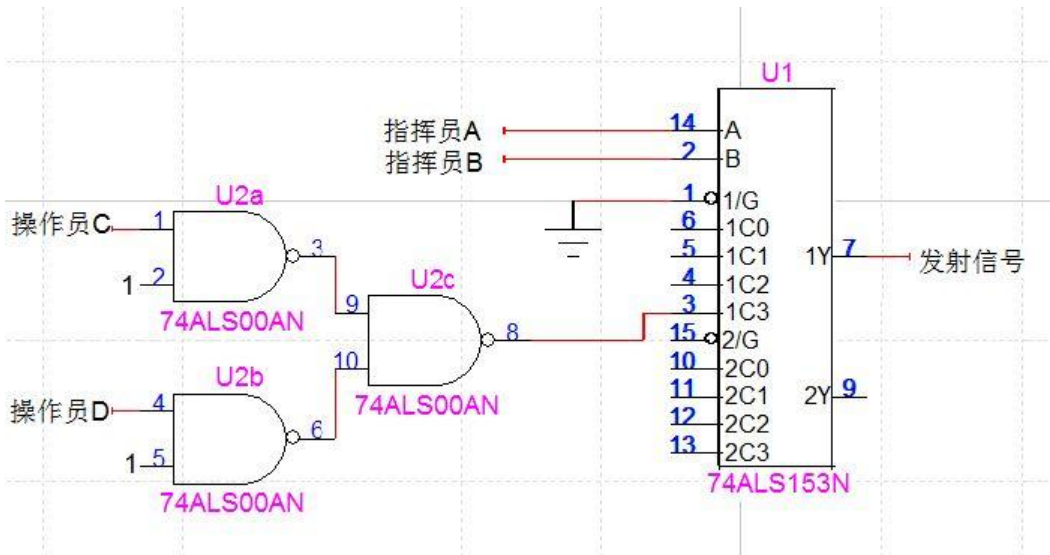 U1
指挥员A 14 A
指挥员B 2 B
1 1/G
6 1C0
5 1C1
4 1C2
3 1C3
15 2/G
10 2C0
11 2C1
12 2C2
13 2C3
1Y 7 发射信号
2Y 9
74ALS153N
U2a
操作员C 1 3
1 2
74ALS00AN
U2c
9 8
10
74ALS00AN
U2b
操作员D 4 6
1 5
74ALS00AN